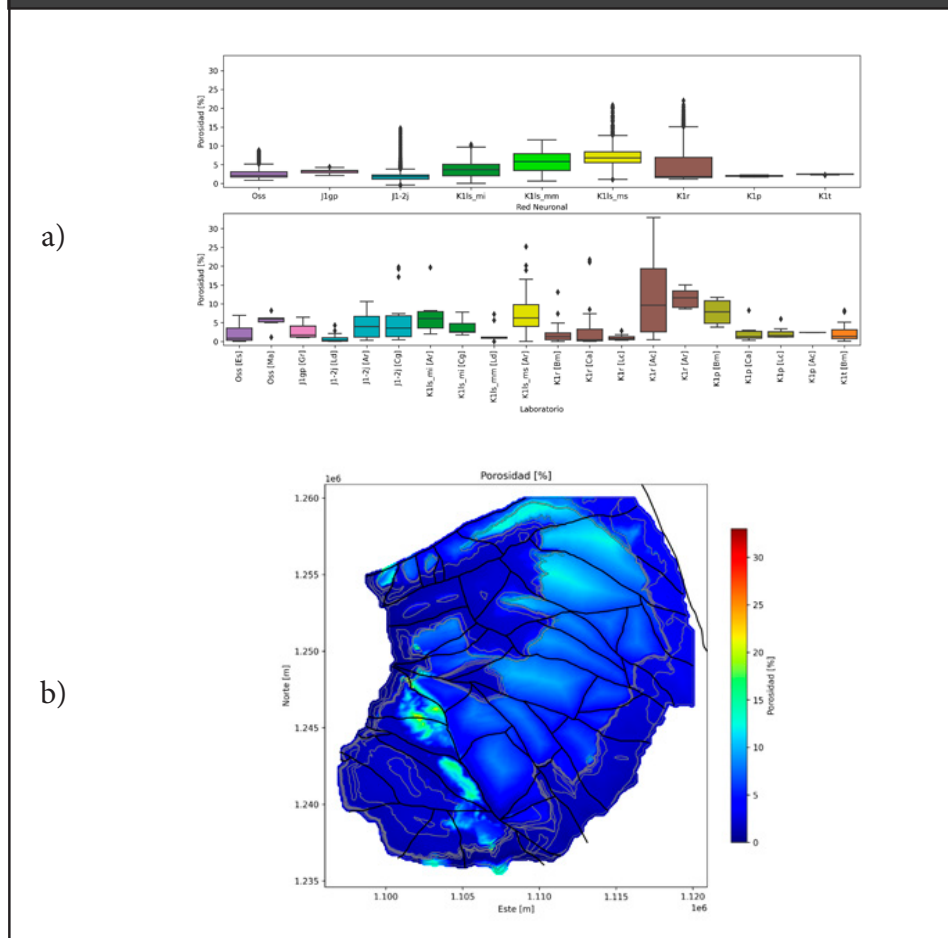 a)
Porosidad [%]
30
25
20
15
10
5
0
Oss J1gp J1-2j K1ls_mi K1ls_mm K1ls_ms K1r K1p K1t
Red Neuronal
Porosidad [%]
30
25
20
15
10
5
0
Oss [Es]
Oss [Ma]
J1gp [Gr]
J1-2j [Ld]
J1-2j [Ar]
J1-2j [Cg]
K1ls_mi [Ar]
K1ls_mi [Cg]
K1ls_mm [Ld]
K1ls_ms [Ar]
K1r [Bm]
K1r [Ca]
K1r [Lc]
K1r [Ac]
K1r [Ar]
K1p [Bm]
K1p [Ca]
K1p [Lc]
K1p [Ac]
K1t [Bm]
Laboratorio
b)
Porosidad [%]
1e6
1.260
1.255
1.250
1.245
1.240
1.235
Norte [m]
1.100 1.105 1.110 1.115 1.120
Este [m]
1e6
30
25
20
15
10
5
0
Porosidad [%]